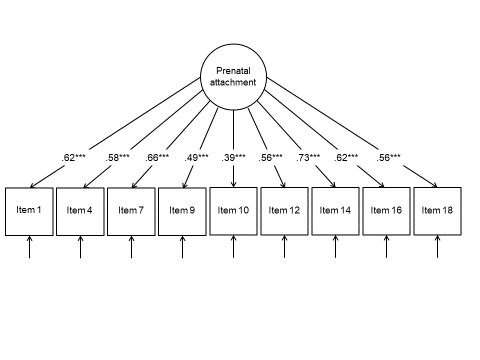 Prenatal
attachment
.62*** .58*** .66*** .49*** .39*** .56*** .73*** .62*** .56***
Item 1 Item 4 Item 7 Item 9 Item 10 Item 12 Item 14 Item 16 Item 18